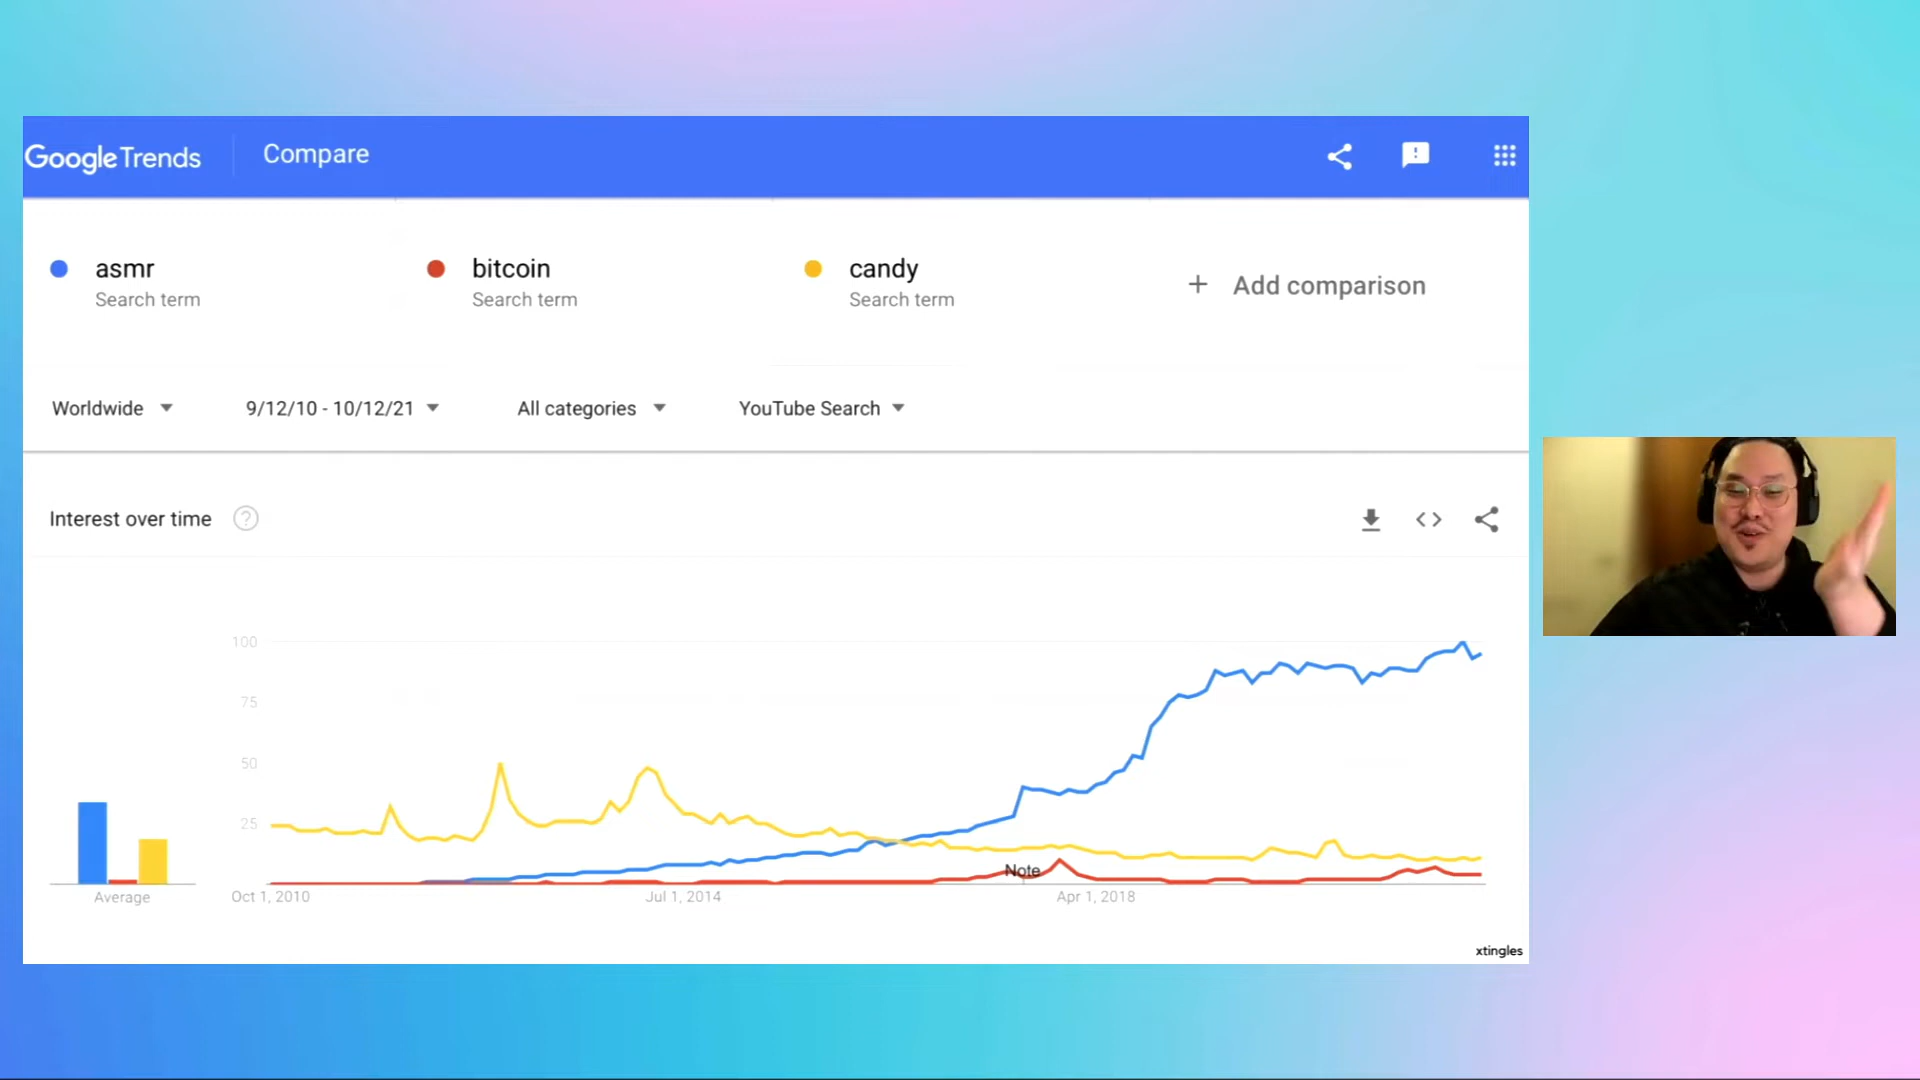 Google Trends
Compare
asmr
Search term
bitcoin
Search term
candy
Search term
+ Add comparison
Worldwide
9/12/10 - 10/12/21
All categories
YouTube Search
Interest over time
?
100
75
50
25
Note
Average
Oct 1, 2010
Jul 1, 2014
Apr 1, 2018
xtingles